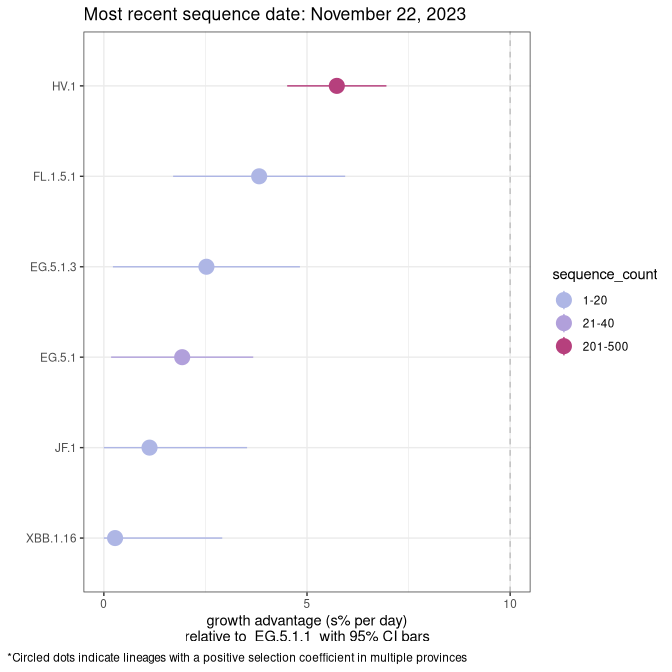 Most recent sequence date: November 22, 2023
HV.1
FL.1.5.1
EG.5.1.3
EG.5.1
JF.1
XBB.1.16
0
5
10
growth advantage (s% per day)
relative to EG.5.1.1 with 95% CI bars
sequence_count
1-20
21-40
201-500
*Circled dots indicate lineages with a positive selection coefficient in multiple provinces